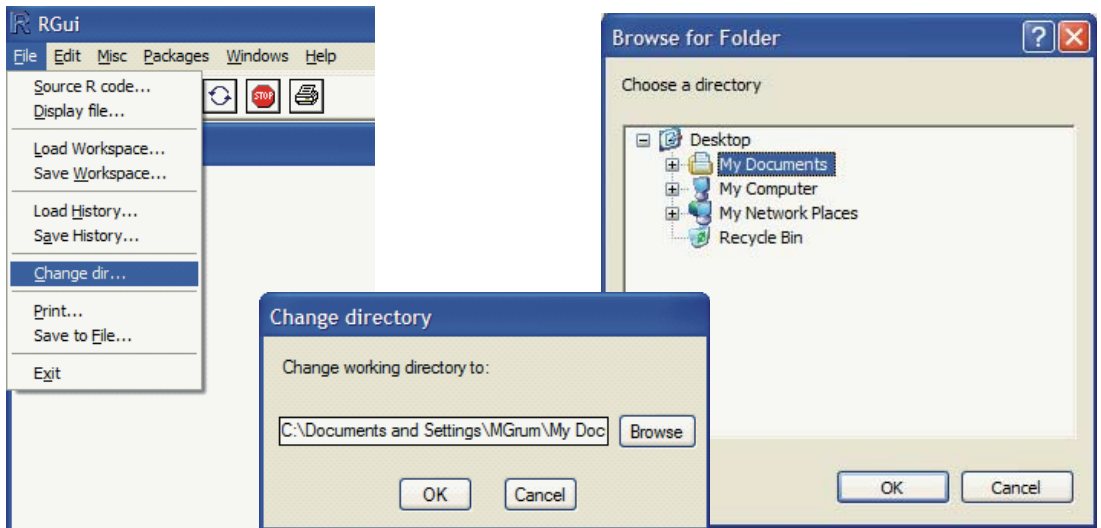 RGui
File Edit Misc Packages Windows Help
Source R code...
Display file...
STOP
Load Workspace...
Save Workspace...
Load History...
Save History...
Change dir...
Print...
Save to File...
Exit
Change directory
Change working directory to:
C:\Documents and Settings\MGrum\My Doc
Browse
OK Cancel
Browse for Folder
Choose a directory
Desktop
My Documents
My Computer
My Network Places
Recycle Bin
OK Cancel